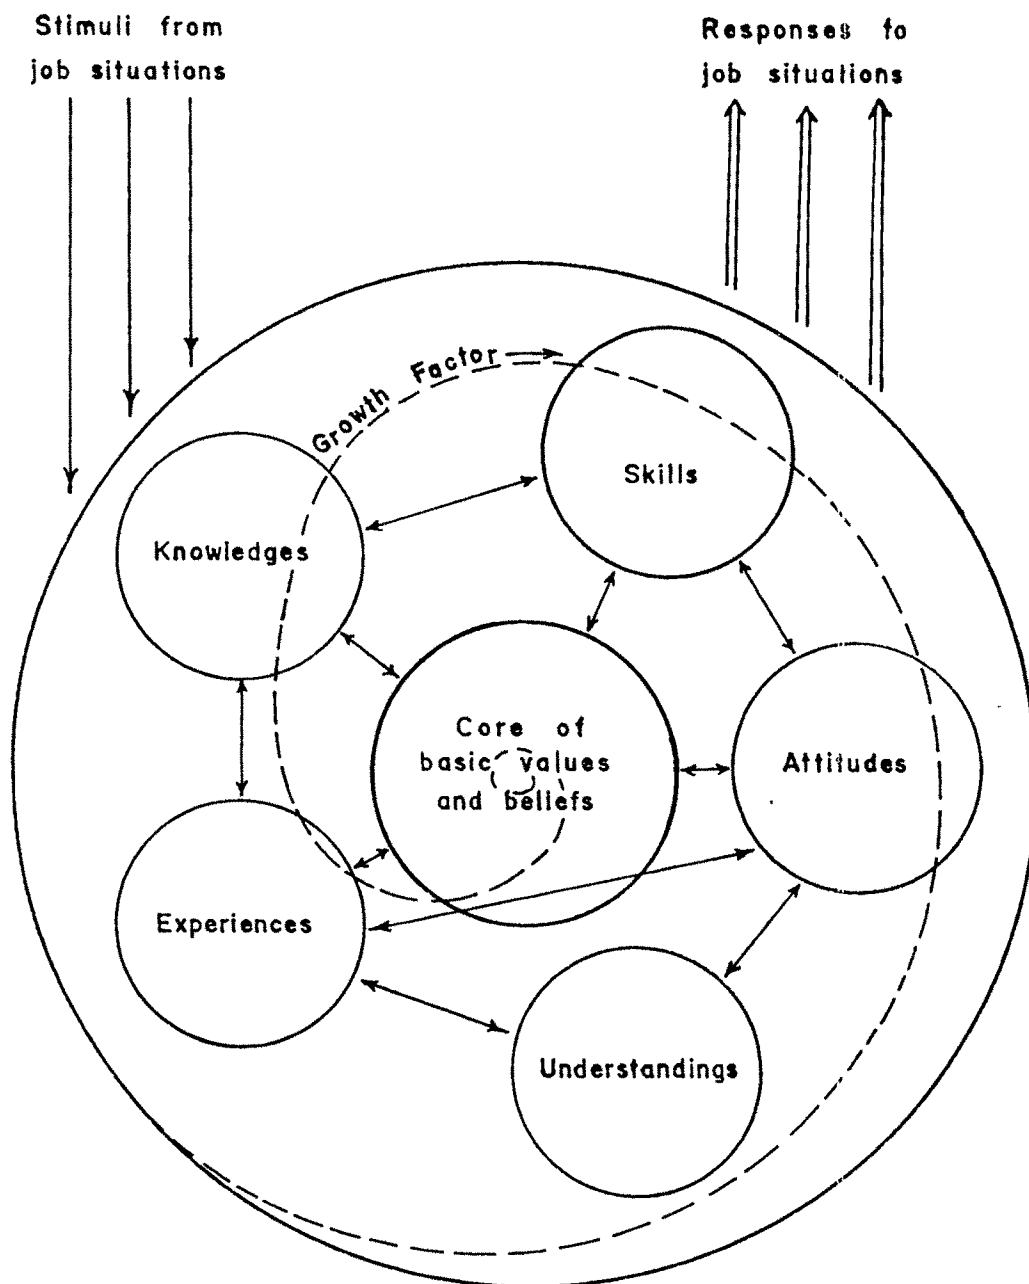 Stimuli from
job situations
Responses to
job situations
Growth Factor
Skills
Knowledges
Core of
basic values
and beliefs
Attitudes
Experiences
Understandings